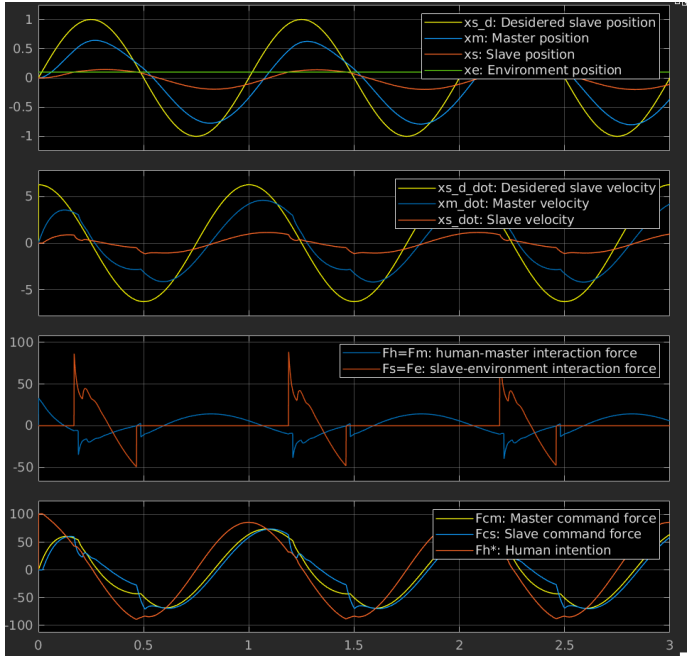 1
0.5
0
-0.5
-1
xs_d: Desidered slave position
xm: Master position
xs: Slave position
xe: Environment position
5
0
-5
xs_d_dot: Desidered slave velocity
xm_dot: Master velocity
xs_dot: Slave velocity
100
50
0
-50
Fh=Fm: human-master interaction force
Fs=Fe: slave-environment interaction force
100
50
0
-50
-100
Fcm: Master command force
Fcs: Slave command force
Fh*: Human intention
0 0.5 1 1.5 2 2.5 3